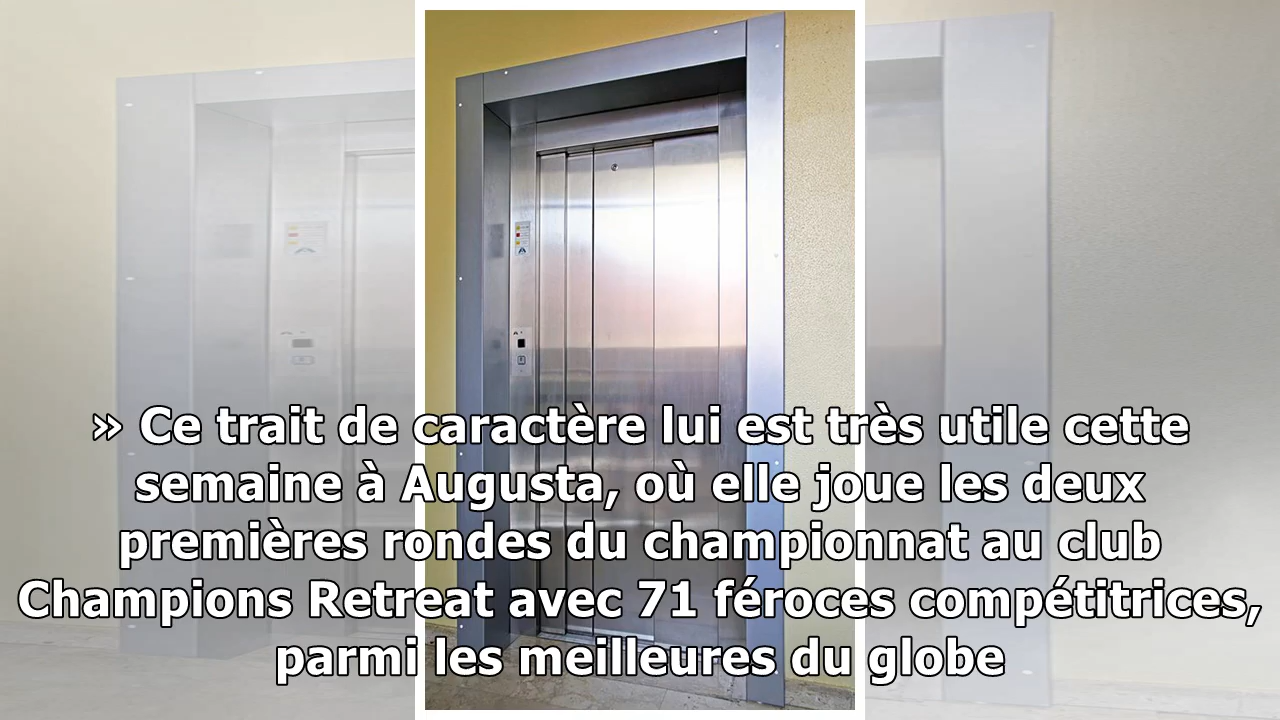 » Ce trait de caractère lui est très utile cette
semaine à Augusta, où elle joue les deux
premières rondes du championnat au club
Champions Retreat avec 71 féroces compétitrices,
parmi les meilleures du globe